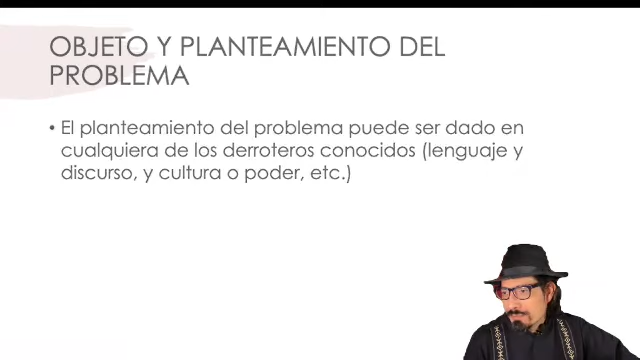 OBJETO Y PLANTEAMIENTO DEL
PROBLEMA
• El planteamiento del problema puede ser dado en
cualquiera de los derroteros conocidos (lenguaje y
discurso, y cultura o poder, etc.)